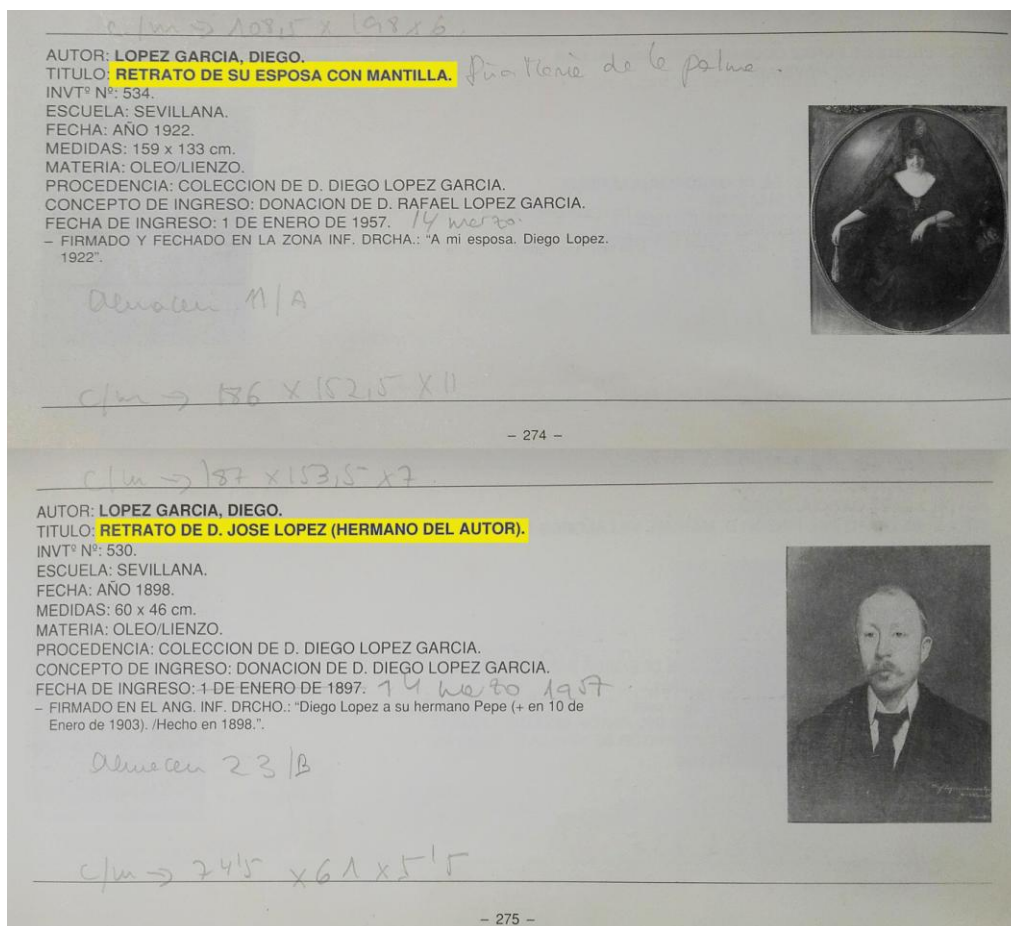 c/m → 108,5 x 198 x 6.
AUTOR: LOPEZ GARCIA, DIEGO.
TITULO: RETRATO DE SU ESPOSA CON MANTILLA. Dña María de la palma.
INVTº Nº: 534.
ESCUELA: SEVILLANA.
FECHA: AÑO 1922.
MEDIDAS: 159 x 133 cm.
MATERIA: OLEO/LIENZO.
PROCEDENCIA: COLECCION DE D. DIEGO LOPEZ GARCIA.
CONCEPTO DE INGRESO: DONACION DE D. RAFAEL LOPEZ GARCIA.
FECHA DE INGRESO: 1 DE ENERO DE 1957. 14 marzo.
– FIRMADO Y FECHADO EN LA ZONA INF. DRCHA.: “A mi esposa. Diego Lopez.
1922”.
Almacen 11/A
c/m → 186 x 152,5 x 11
– 274 –
c/m → 187 x 153,5 x 7
AUTOR: LOPEZ GARCIA, DIEGO.
TITULO: RETRATO DE D. JOSE LOPEZ (HERMANO DEL AUTOR).
INVTº Nº: 530.
ESCUELA: SEVILLANA.
FECHA: AÑO 1898.
MEDIDAS: 60 x 46 cm.
MATERIA: OLEO/LIENZO.
PROCEDENCIA: COLECCION DE D. DIEGO LOPEZ GARCIA.
CONCEPTO DE INGRESO: DONACION DE D. DIEGO LOPEZ GARCIA.
FECHA DE INGRESO: 1 DE ENERO DE 1897. 14 marzo 1957
– FIRMADO EN EL ANG. INF. DRCHO.: “Diego Lopez a su hermano Pepe (+ en 10 de
Enero de 1903). /Hecho en 1898.”.
Almacen 23/B
c/m → 74'5 x 61 x 5'5
– 275 –